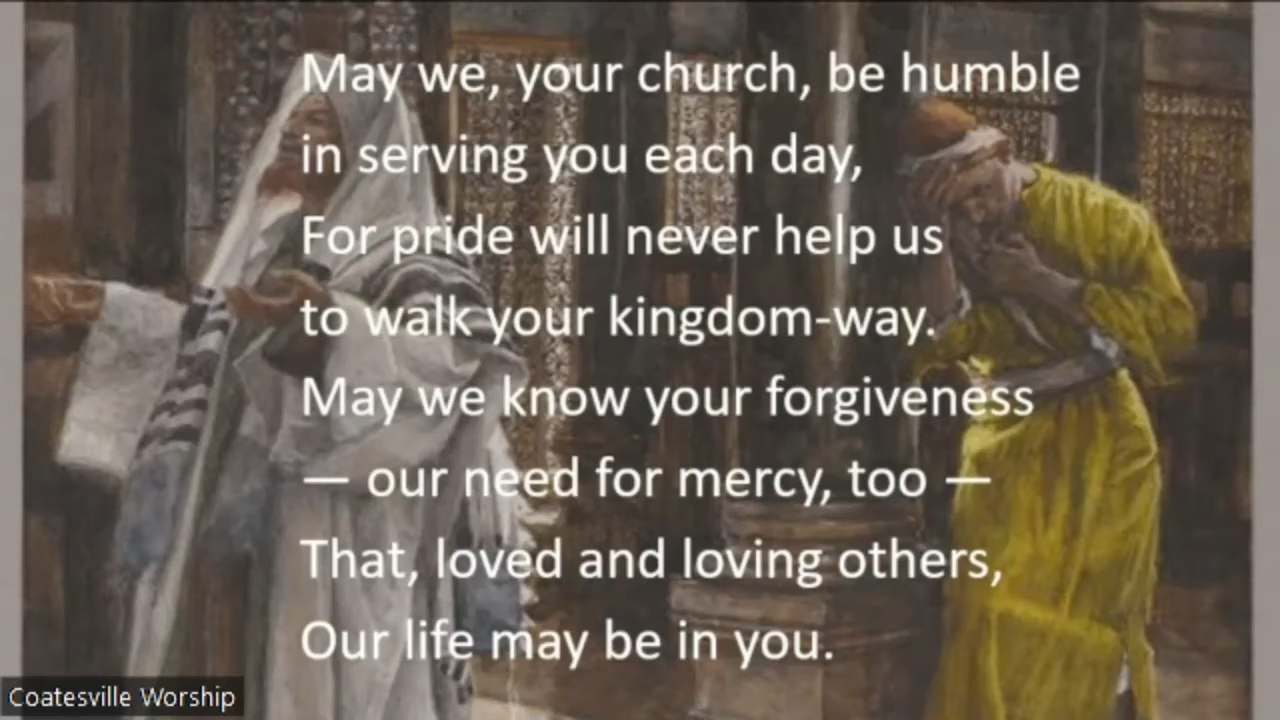 May we, your church, be humble
in serving you each day,
For pride will never help us
to walk your kingdom-way.
May we know your forgiveness
— our need for mercy, too —
That, loved and loving others,
Our life may be in you.
Coatesville Worship